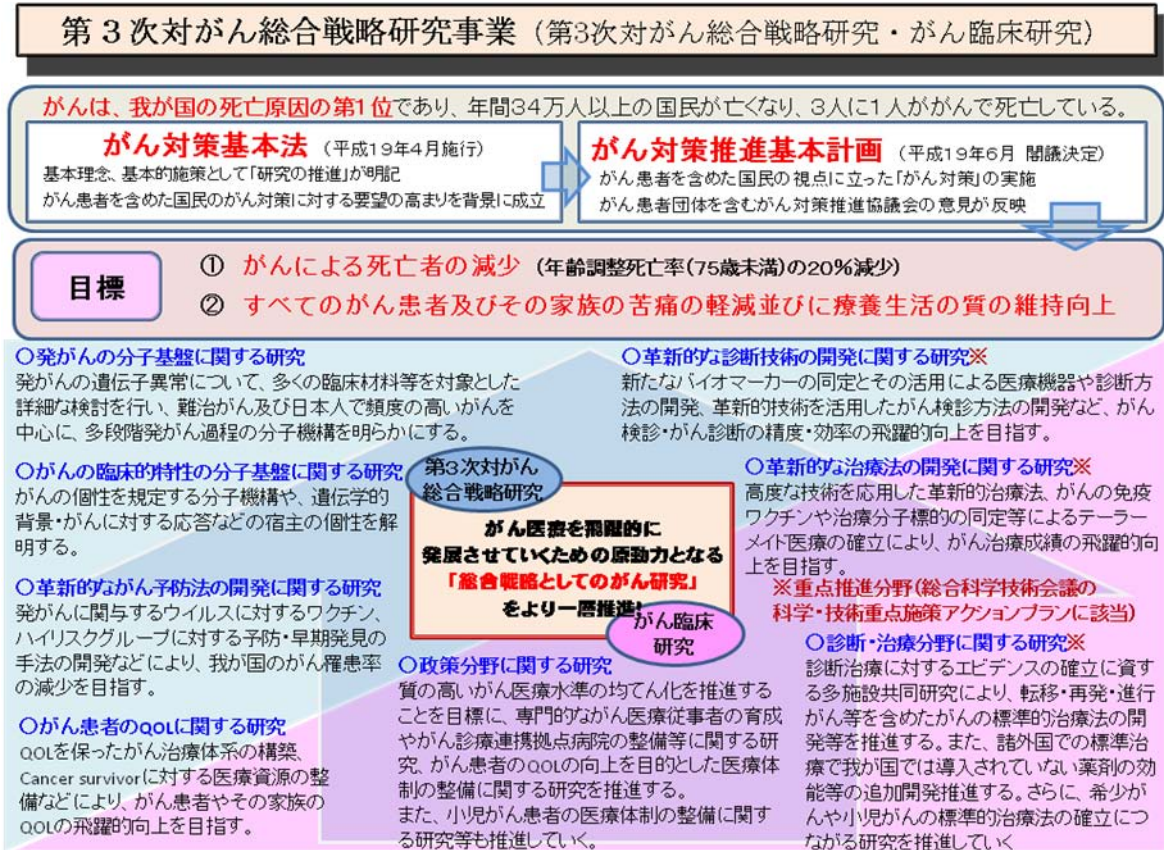 第3次対がん総合戦略研究事業（第3次対がん総合戦略研究・がん臨床研究）
がんは、我が国の死亡原因の第1位であり、年間34万人以上の国民が亡くなり、3人に1人ががんで死亡している。
がん対策基本法（平成19年4月施行）
基本理念、基本的施策として「研究の推進」が明記
がん患者を含めた国民のがん対策に対する要望の高まりを背景に成立
がん対策推進基本計画（平成19年6月 閣議決定）
がん患者を含めた国民の視点に立った「がん対策」の実施
がん患者団体を含むがん対策推進協議会の意見が反映
目標
① がんによる死亡者の減少（年齢調整死亡率(75歳未満)の20％減少）
② すべてのがん患者及びその家族の苦痛の軽減並びに療養生活の質の維持向上
○発がんの分子基盤に関する研究
発がんの遺伝子異常について、多くの臨床材料等を対象とした
詳細な検討を行い、難治がん及び日本人で頻度の高いがんを
中心に、多段階発がん過程の分子機構を明らかにする。
○がんの臨床的特性の分子基盤に関する研究
がんの個性を規定する分子機構や、遺伝学的
背景・がんに対する応答などの宿主の個性を解
明する。
○革新的ながん予防法の開発に関する研究
発がんに関与するウイルスに対するワクチン、
ハイリスクグループに対する予防・早期発見の
手法の開発などにより、我が国のがん罹患率
の減少を目指す。
○がん患者のQOLに関する研究
QOLを保ったがん治療体系の構築、
Cancer survivorに対する医療資源の整
備などにより、がん患者やその家族の
QOLの飛躍的向上を目指す。
第3次対がん
総合戦略研究
がん医療を飛躍的に
発展させていくための原動力となる
「総合戦略としてのがん研究」
をより一層推進！
がん臨床
研究
○政策分野に関する研究
質の高いがん医療水準の均てん化を推進する
ことを目標に、専門的ながん医療従事者の育成
やがん診療連携拠点病院の整備等に関する研
究、がん患者のQOLの向上を目的とした医療体
制の整備に関する研究を推進する。
また、小児がん患者の医療体制の整備に関す
る研究等も推進していく。
○革新的な診断技術の開発に関する研究※
新たなバイオマーカーの同定とその活用による医療機器や診断方
法の開発、革新的技術を活用したがん検診方法の開発など、がん
検診・がん診断の精度・効率の飛躍的向上を目指す。
○革新的な治療法の開発に関する研究※
高度な技術を応用した革新的治療法、がんの免疫
ワクチンや治療分子標的の同定等によるテーラー
メイド医療の確立により、がん治療成績の飛躍的向
上を目指す。
※重点推進分野（総合科学技術会議の
科学・技術重点施策アクションプランに該当）
○診断・治療分野に関する研究※
診断治療に対するエビデンスの確立に資す
る多施設共同研究により、転移・再発・進行
がん等を含めたがんの標準的治療法の開
発等を推進する。また、諸外国での標準治
療で我が国では導入されていない薬剤の効
能等の追加開発推進する。さらに、希少が
んや小児がんの標準的治療法の確立につ
ながる研究を推進していく